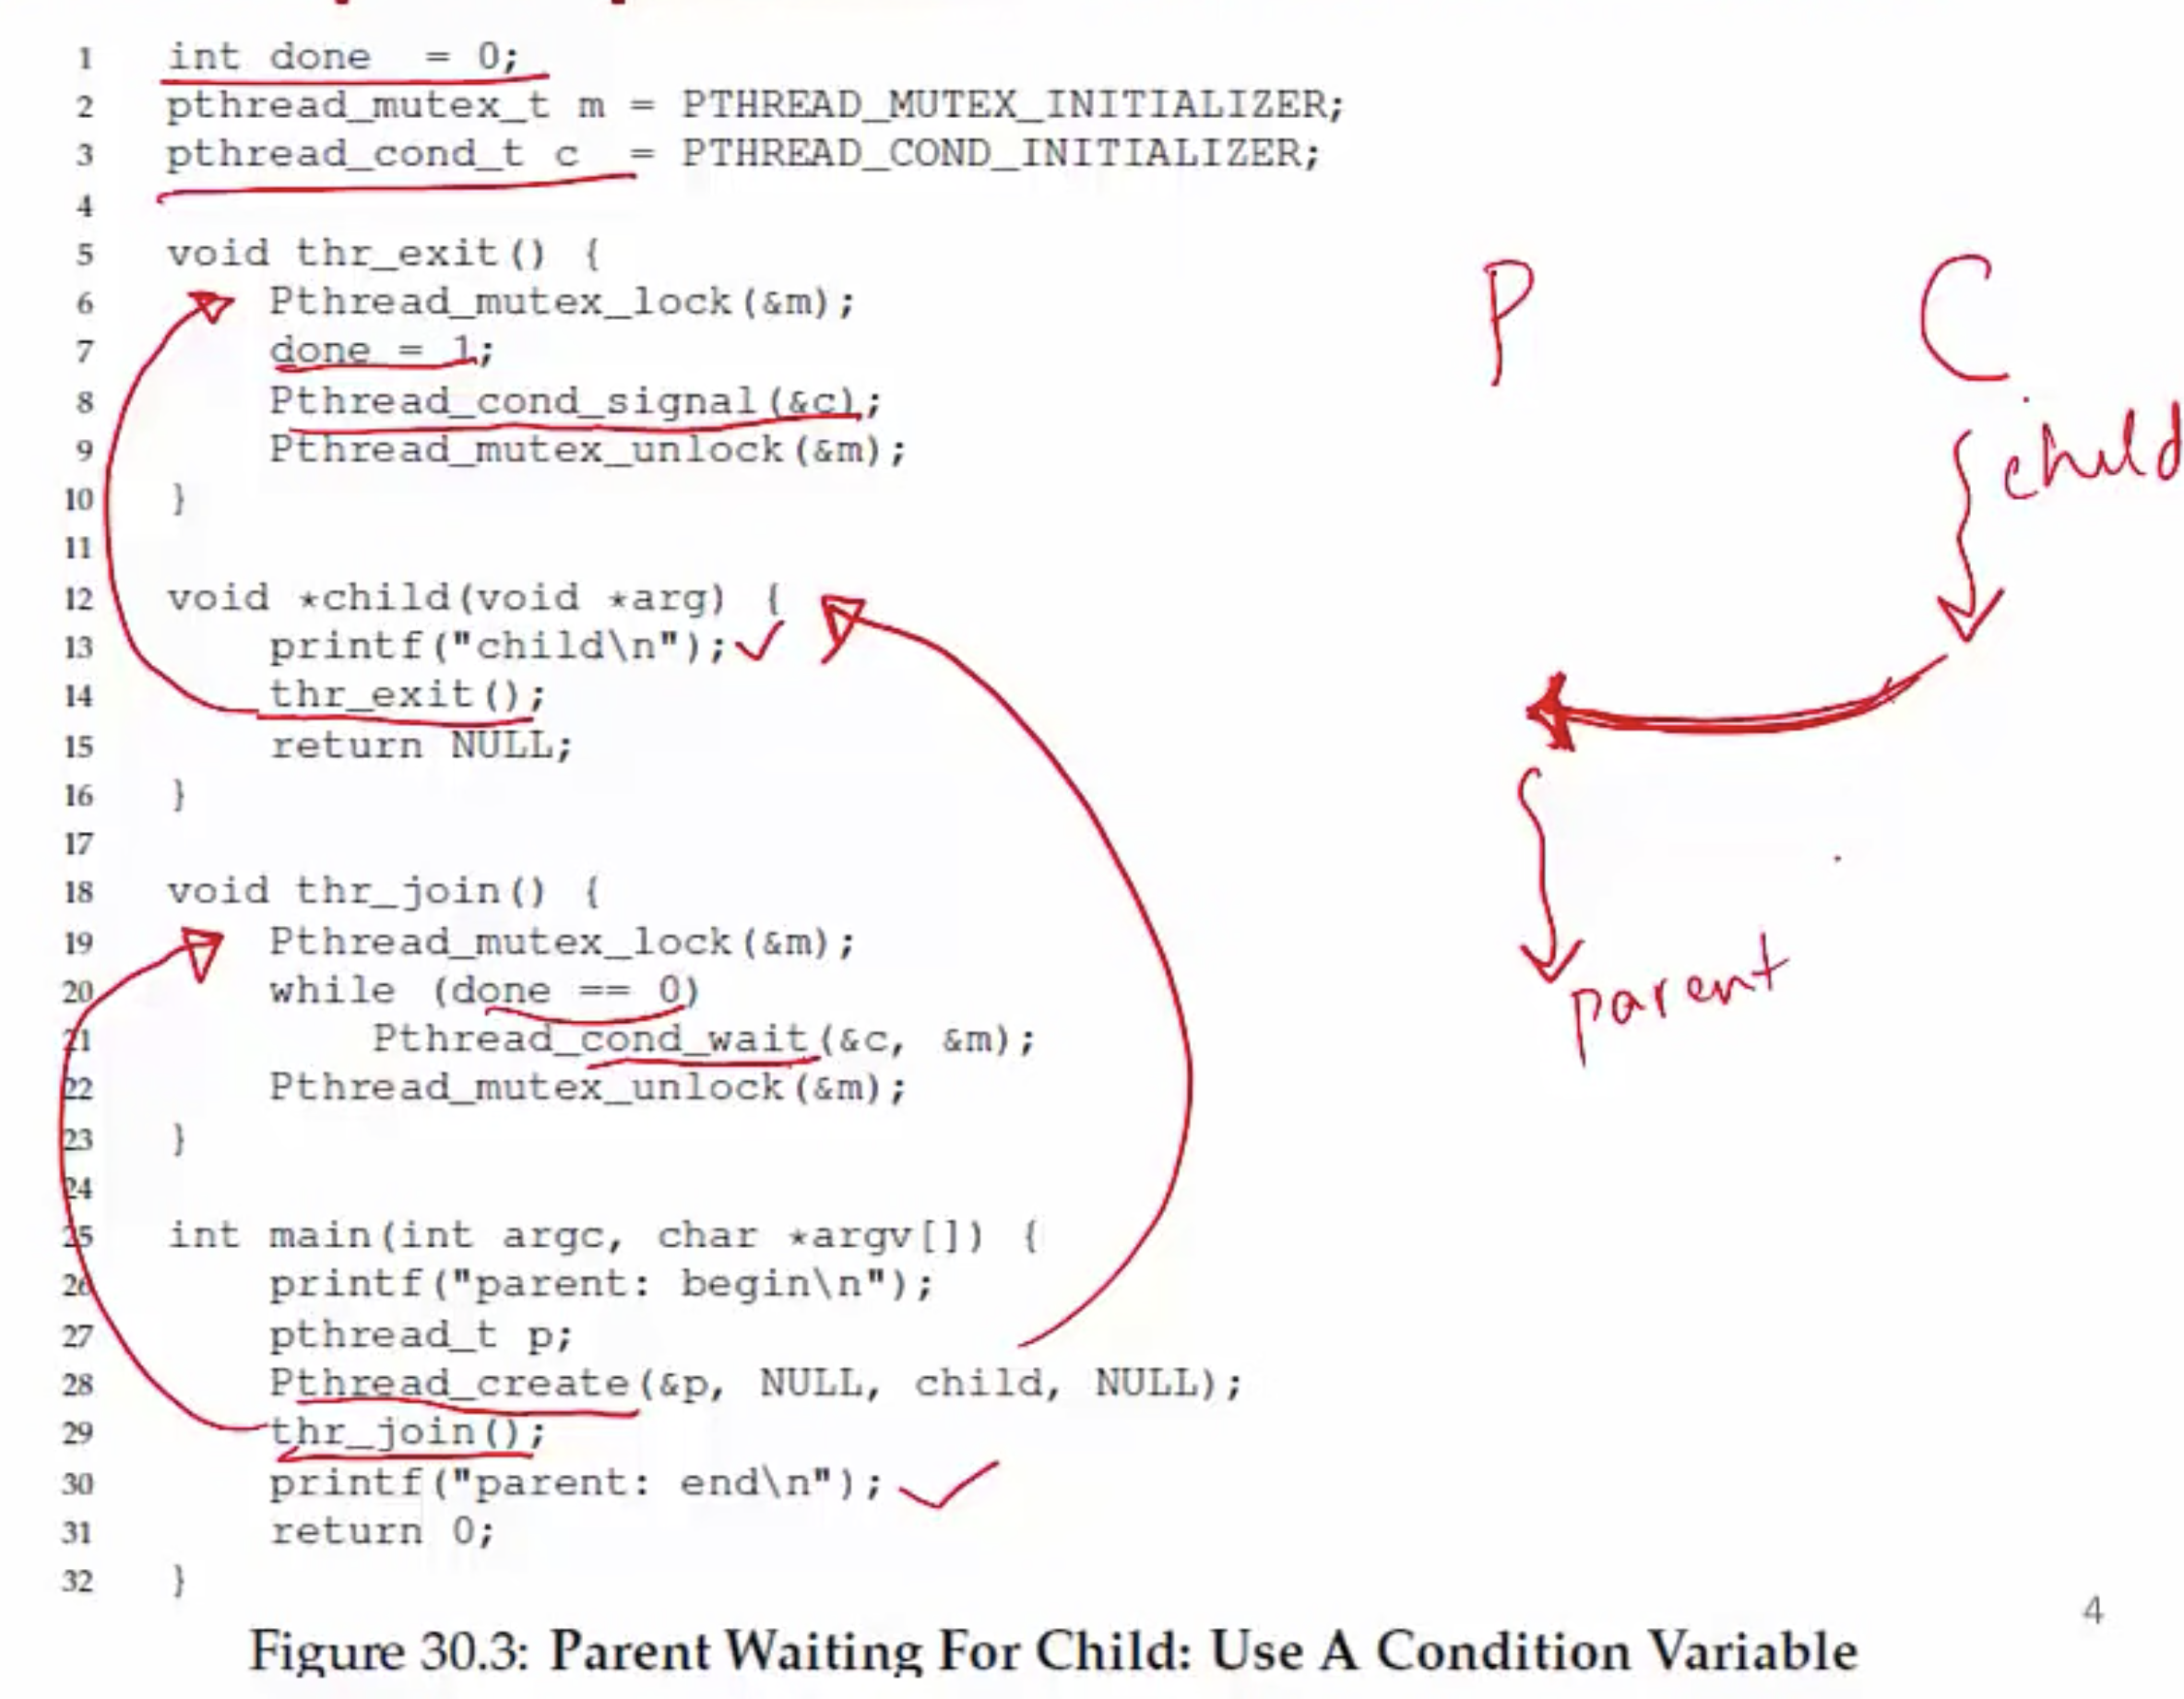 1 int done  = 0;
2 pthread_mutex_t m = PTHREAD_MUTEX_INITIALIZER;
3 pthread_cond_t c  = PTHREAD_COND_INITIALIZER;
4
5 void thr_exit() {
6     Pthread_mutex_lock(&m);
7     done = 1;
8     Pthread_cond_signal(&c);
9     Pthread_mutex_unlock(&m);
10 }
11
12 void *child(void *arg) {
13     printf("child\n");
14     thr_exit();
15     return NULL;
16 }
17
18 void thr_join() {
19     Pthread_mutex_lock(&m);
20     while (done == 0)
21         Pthread_cond_wait(&c, &m);
22     Pthread_mutex_unlock(&m);
23 }
24
25 int main(int argc, char *argv[]) {
26     printf("parent: begin\n");
27     pthread_t p;
28     Pthread_create(&p, NULL, child, NULL);
29     thr_join();
30     printf("parent: end\n");
31     return 0;
32 }
P C
child
parent
4
Figure 30.3: Parent Waiting For Child: Use A Condition Variable